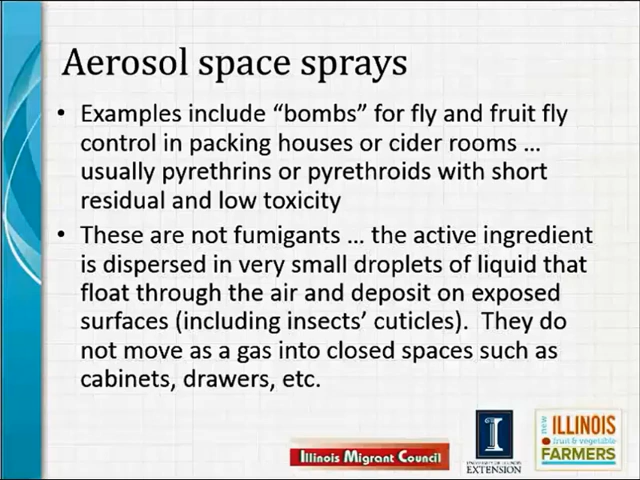 Aerosol space sprays
• Examples include “bombs” for fly and fruit fly
control in packing houses or cider rooms ...
usually pyrethrins or pyrethroids with short
residual and low toxicity
• These are not fumigants ... the active ingredient
is dispersed in very small droplets of liquid that
float through the air and deposit on exposed
surfaces (including insects’ cuticles).  They do
not move as a gas into closed spaces such as
cabinets, drawers, etc.
Illinois Migrant Council
I
UNIVERSITY OF ILLINOIS
EXTENSION
new
ILLINOIS
fruit & vegetable
FARMERS